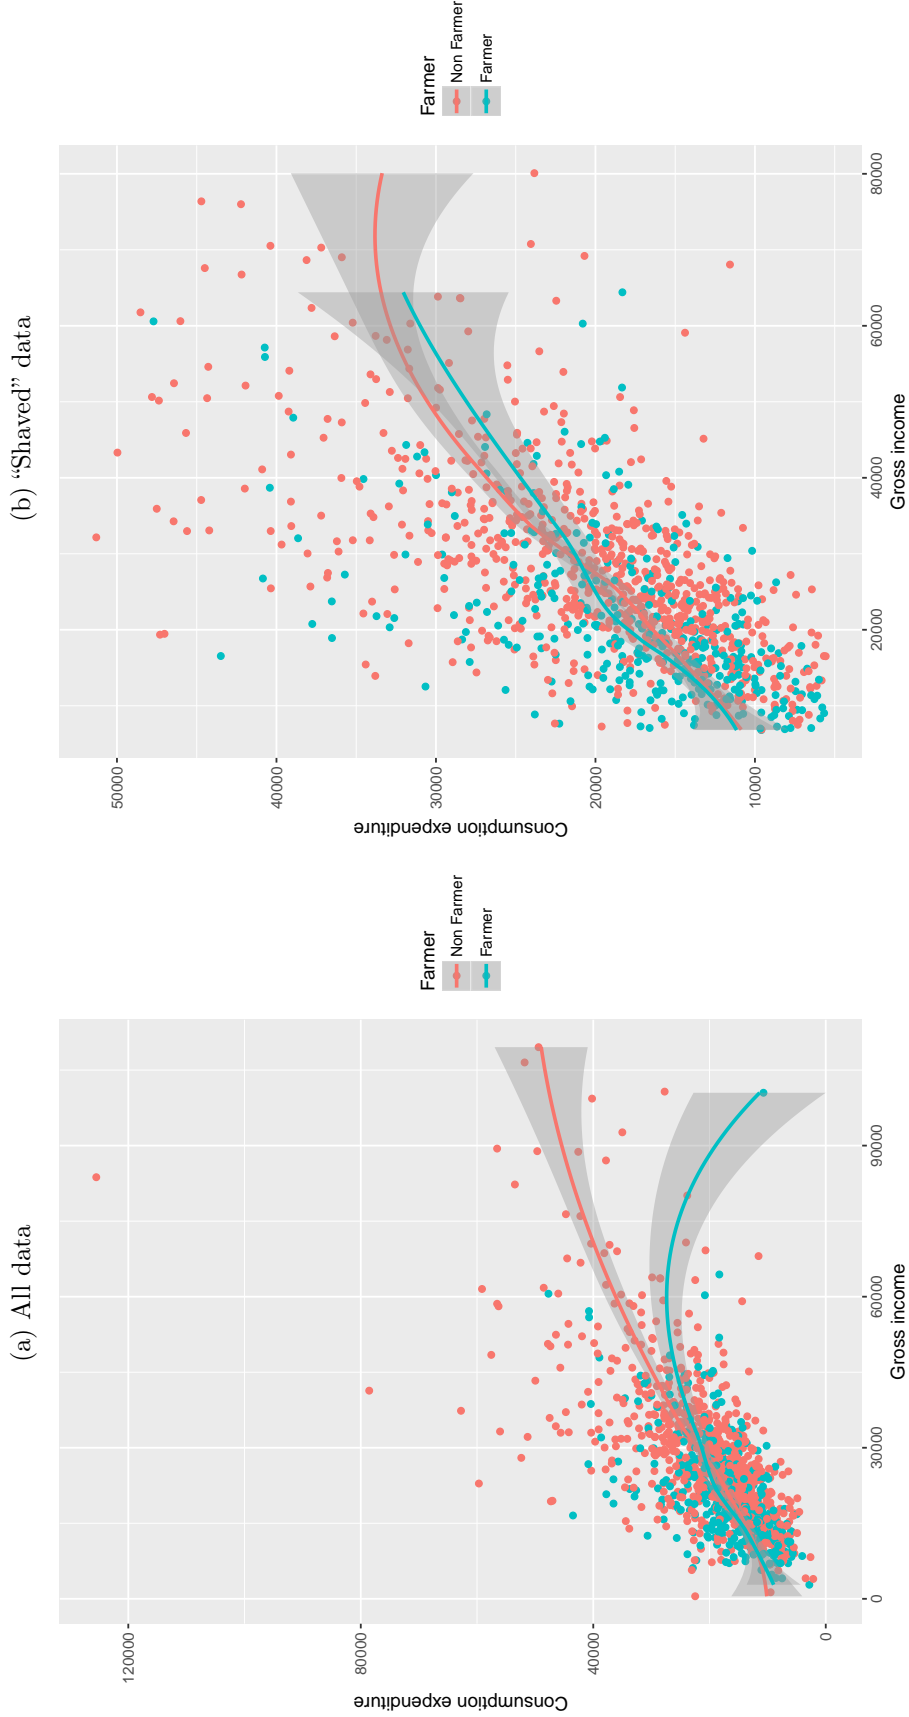 (a) All data
120000
80000
40000
0
Consumption expenditure
0
30000
60000
90000
Gross income
Farmer
Non Farmer
Farmer
(b) “Shaved” data
50000
40000
30000
20000
10000
Consumption expenditure
20000
40000
60000
80000
Gross income
Farmer
Non Farmer
Farmer